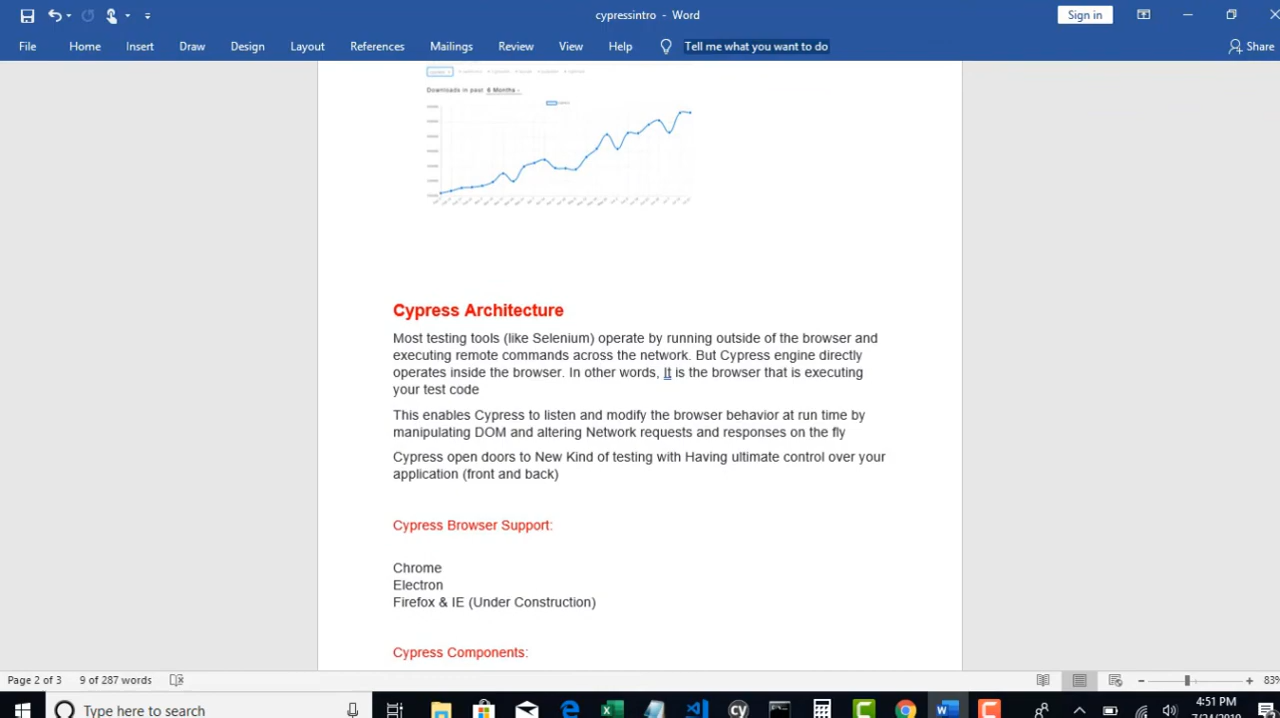 cypressintro - Word
Sign in
File Home Insert Draw Design Layout References Mailings Review View Help Tell me what you want to do Share
Downloads in past 6 Months
Cypress Architecture
Most testing tools (like Selenium) operate by running outside of the browser and
executing remote commands across the network. But Cypress engine directly
operates inside the browser. In other words, It is the browser that is executing
your test code
This enables Cypress to listen and modify the browser behavior at run time by
manipulating DOM and altering Network requests and responses on the fly
Cypress open doors to New Kind of testing with Having ultimate control over your
application (front and back)
Cypress Browser Support:
Chrome
Electron
Firefox & IE (Under Construction)
Cypress Components:
Page 2 of 3 9 of 287 words 83%
Type here to search
4:51 PM